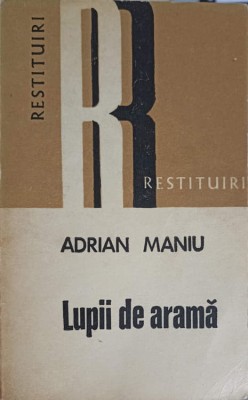 RESTITUIRI
R
RESTITUIRI
ADRIAN MANIU
Lupii de aramă